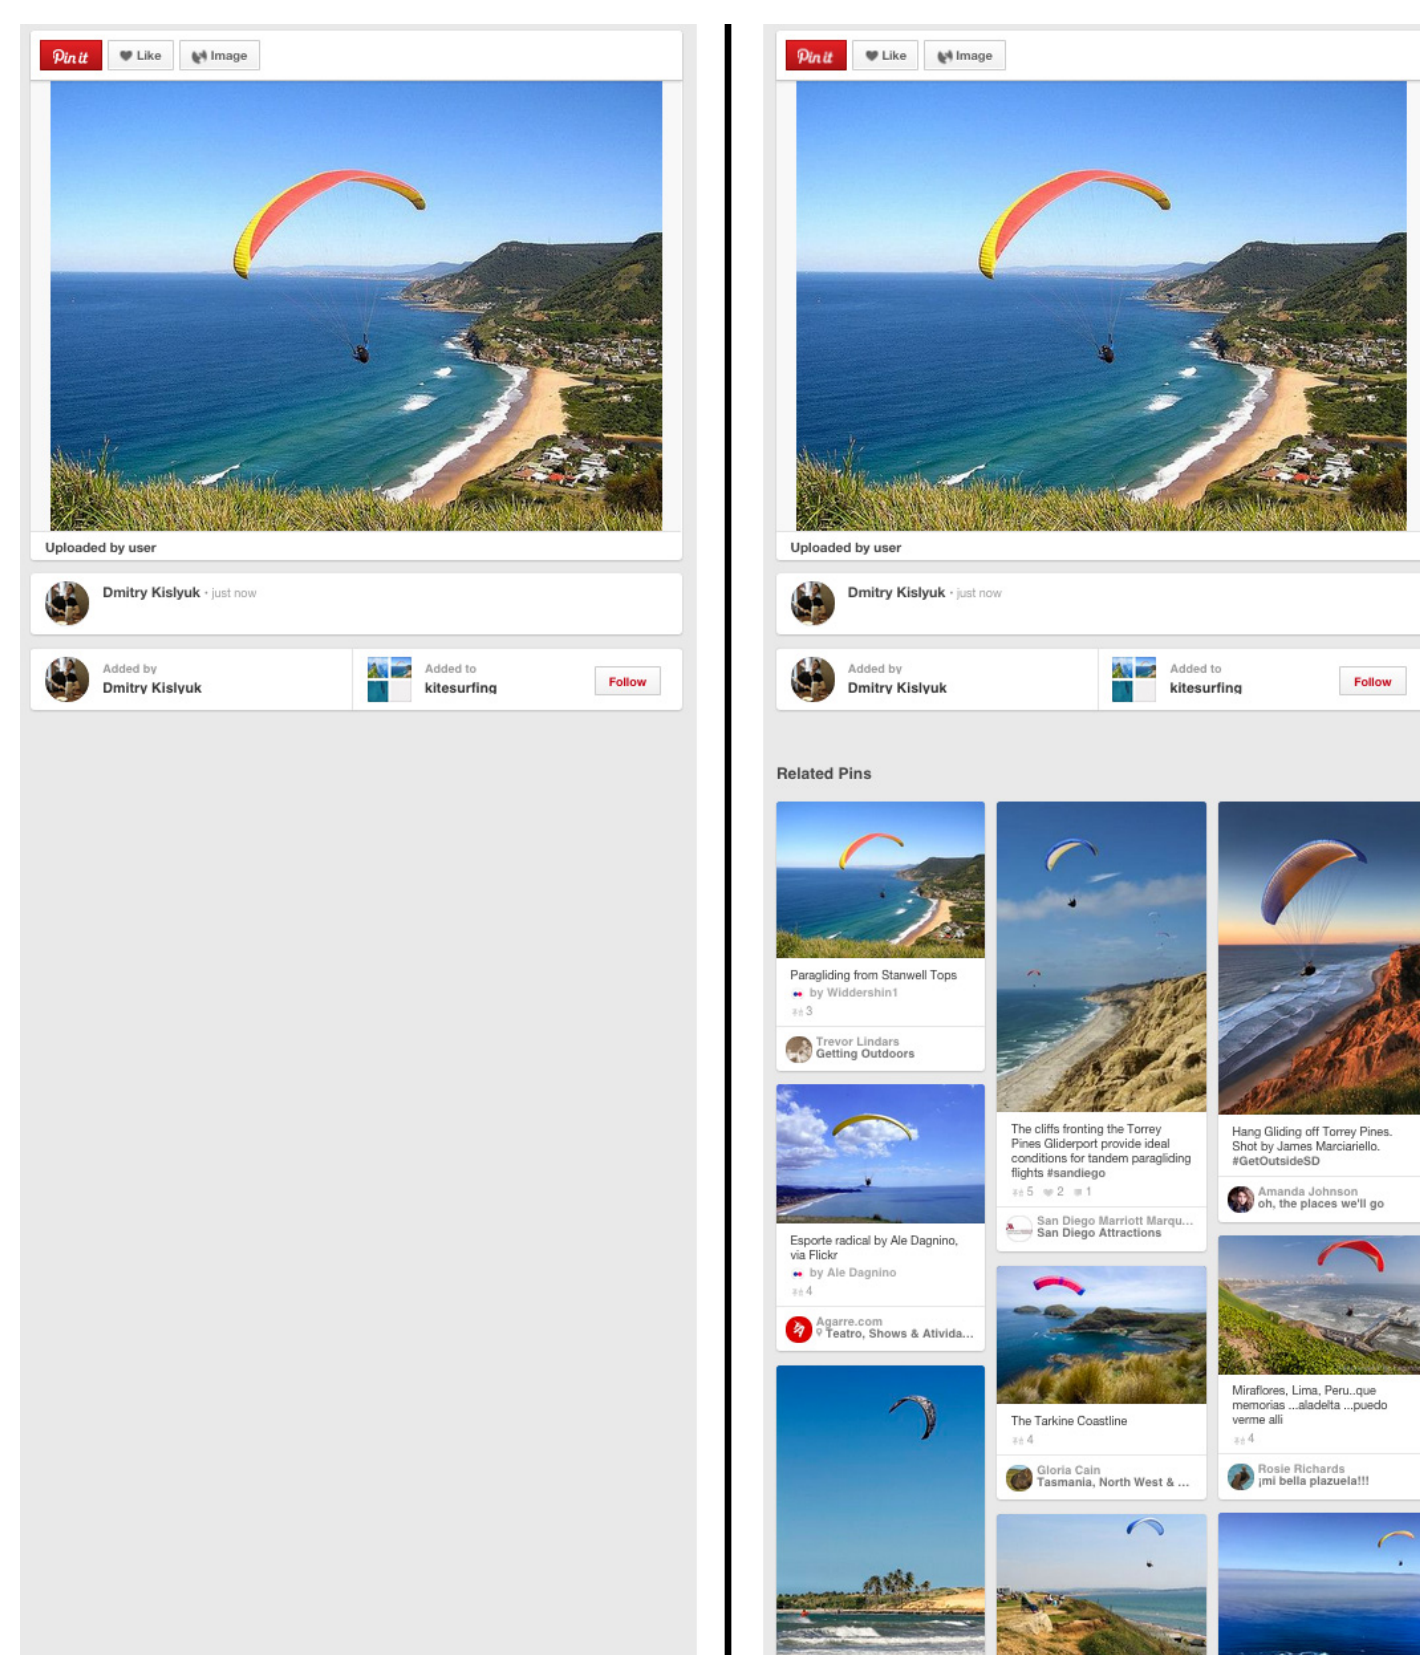 Pin it
Like
Image
Uploaded by user
Dmitry Kislyuk • just now
Added by
Dmitry Kislyuk
Added to
kitesurfing
Follow
Pin it
Like
Image
Uploaded by user
Dmitry Kislyuk • just now
Added by
Dmitry Kislyuk
Added to
kitesurfing
Follow
Related Pins
Paragliding from Stanwell Tops
by Widdershin1
3
Trevor Lindars
Getting Outdoors
Esporte radical by Ale Dagnino,
via Flickr
by Ale Dagnino
4
Agarre.com
Teatro, Shows & Ativida...
The cliffs fronting the Torrey
Pines Gliderport provide ideal
conditions for tandem paragliding
flights #sandiego
5 2 1
San Diego Marriott Marqu...
San Diego Attractions
The Tarkine Coastline
4
Gloria Cain
Tasmania, North West & ...
Hang Gliding off Torrey Pines.
Shot by James Marciariello.
#GetOutsideSD
Amanda Johnson
oh, the places we'll go
Miraflores, Lima, Peru..que
memorias ...aladelta ...puedo
verme alli
4
Rosie Richards
¡mi bella plazuela!!!